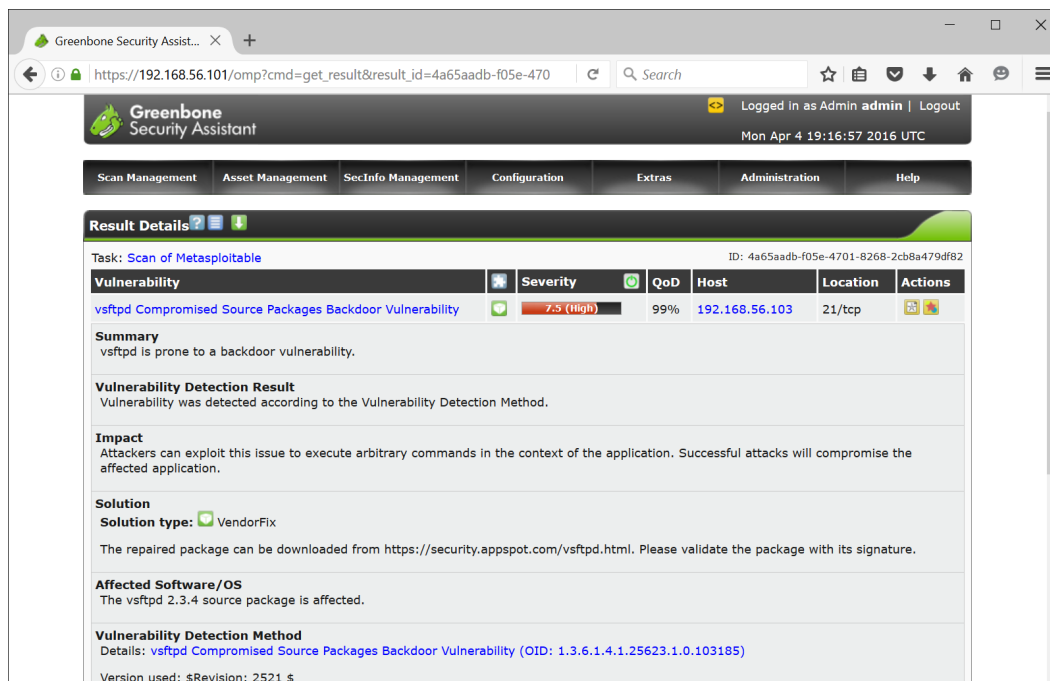 Greenbone Security Assist...
https://192.168.56.101/omp?cmd=get_result&result_id=4a65aadb-f05e-470
Search
Greenbone
Security Assistant
Logged in as Admin admin | Logout
Mon Apr 4 19:16:57 2016 UTC
Scan Management Asset Management SecInfo Management Configuration Extras Administration Help
Result Details
Task: Scan of Metasploitable ID: 4a65aadb-f05e-4701-8268-2cb8a479df82
Vulnerability Severity QoD Host Location Actions
vsftpd Compromised Source Packages Backdoor Vulnerability 7.5 (High) 99% 192.168.56.103 21/tcp
Summary
vsftpd is prone to a backdoor vulnerability.
Vulnerability Detection Result
Vulnerability was detected according to the Vulnerability Detection Method.
Impact
Attackers can exploit this issue to execute arbitrary commands in the context of the application. Successful attacks will compromise the
affected application.
Solution
Solution type: VendorFix
The repaired package can be downloaded from https://security.appspot.com/vsftpd.html. Please validate the package with its signature.
Affected Software/OS
The vsftpd 2.3.4 source package is affected.
Vulnerability Detection Method
Details: vsftpd Compromised Source Packages Backdoor Vulnerability (OID: 1.3.6.1.4.1.25623.1.0.103185)
Version used: $Revision: 2521 $